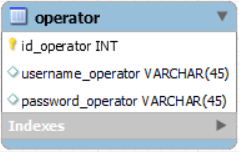 operator
id_operator INT
username_operator VARCHAR(45)
password_operator VARCHAR(45)
Indexes